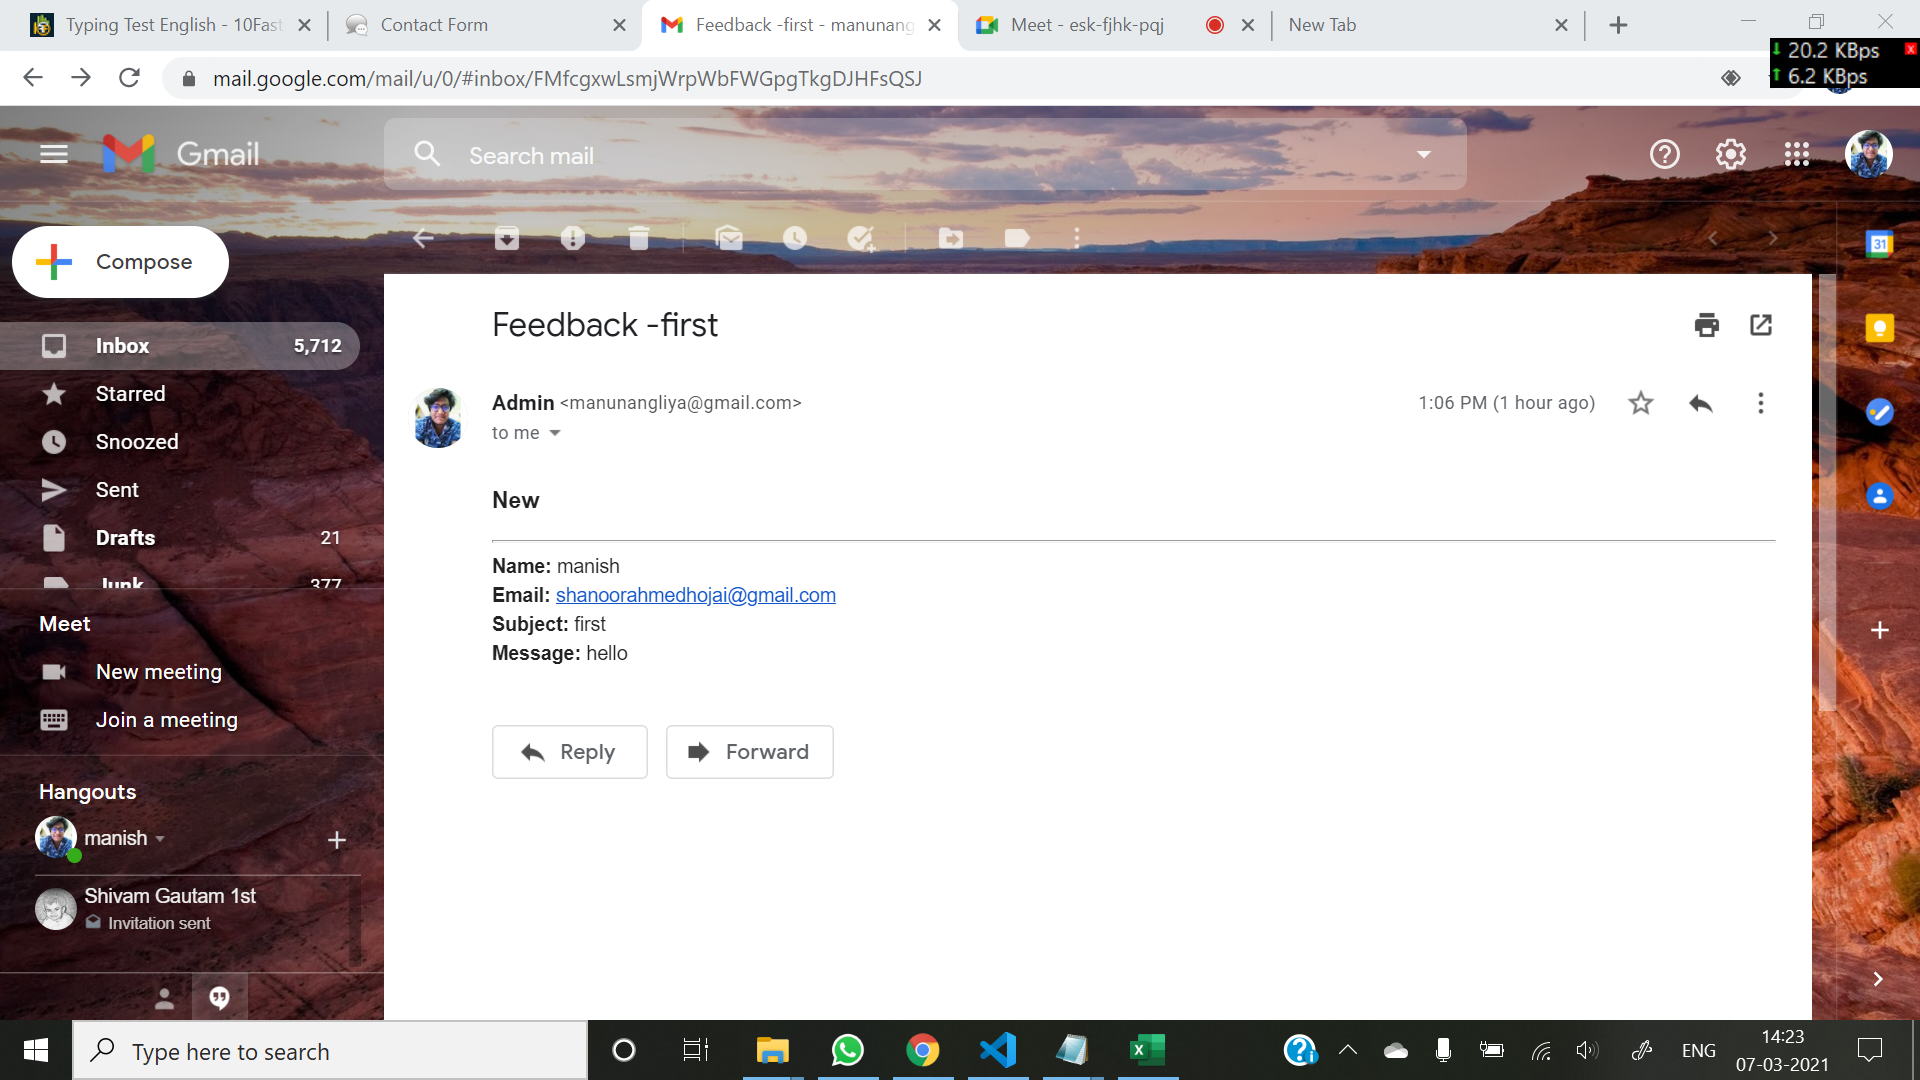 Typing Test English - 10Fast
Contact Form
Feedback -first - manunang
Meet - esk-fjhk-pqj
New Tab
20.2 KBps
6.2 KBps
mail.google.com/mail/u/0/#inbox/FMfcgxwLsmjWrpWbFWGpgTkgDJHFsQSJ
Gmail
Search mail
Compose
31
Feedback -first
Inbox 5,712
Starred
Snoozed
Sent
Drafts 21
Junk 377
Admin <manunangliya@gmail.com>
1:06 PM (1 hour ago)
to me
New
Name: manish
Email: shanoorahmedhojai@gmail.com
Subject: first
Message: hello
Reply
Forward
Meet
New meeting
Join a meeting
Hangouts
manish
Shivam Gautam 1st
Invitation sent
Type here to search
ENG
14:23
07-03-2021